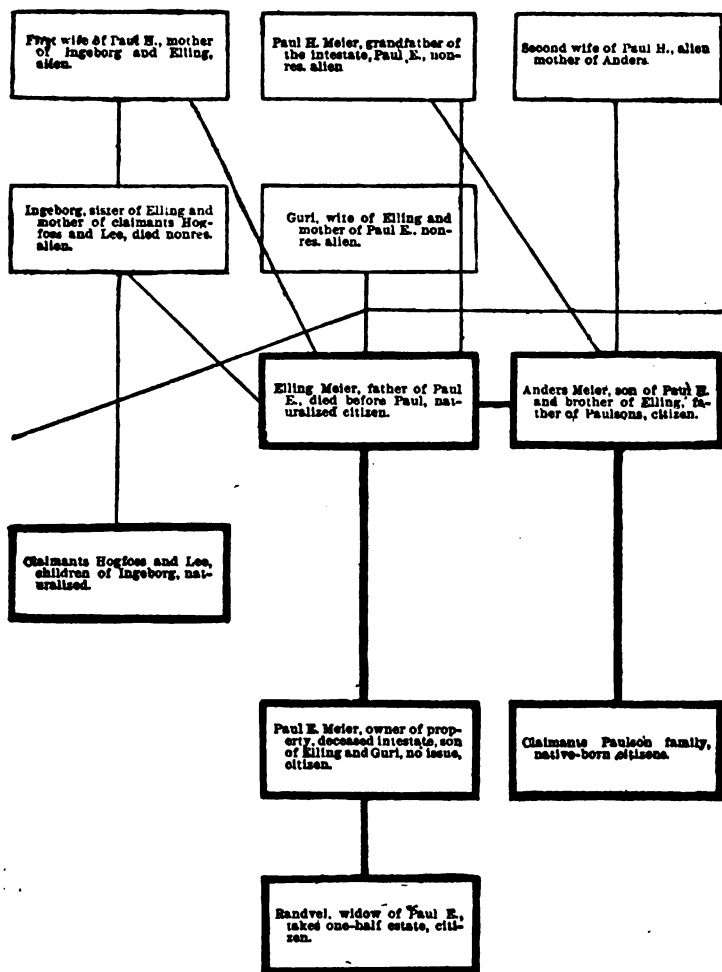 First wife of Paul H., mother
of Ingeborg and Elling,
alien.
Paul H. Meier, grandfather of
the intestate, Paul E., non-
res. alien
Second wife of Paul H., alien
mother of Anders.
Ingeborg, sister of Elling and
mother of claimants Hog-
foss and Lee, died nonres.
alien.
Guri, wife of Elling and
mother of Paul E., non-
res. alien.
Elling Meier, father of Paul
E., died before Paul, nat-
uralized citizen.
Anders Meier, son of Paul H.
and brother of Elling, fa-
ther of Paulsons, citizen.
Claimants Hogfoss and Lee,
children of Ingeborg, nat-
uralized.
Paul E. Meier, owner of prop-
erty, deceased intestate, son
of Elling and Guri, no issue,
citizen.
Claimants Paulson family,
native-born citizens.
Randvei, widow of Paul E.,
takes one-half estate, citi-
zen.